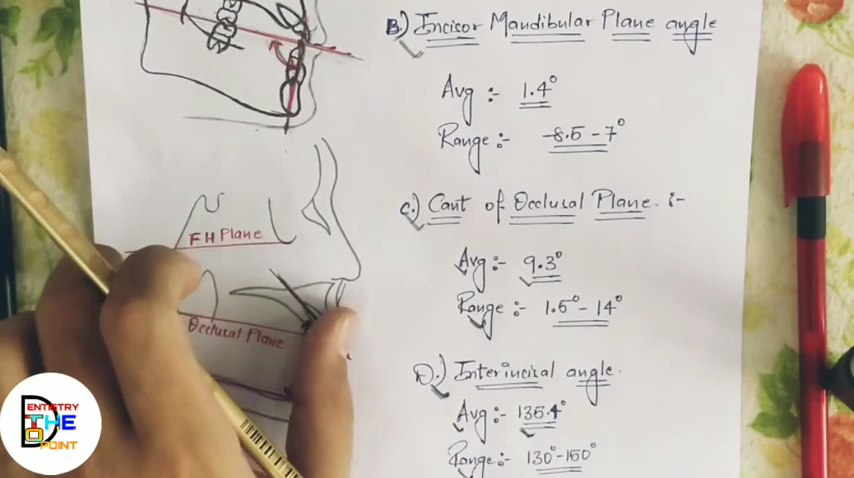 B.) Incisor Mandibular Plane angle
Avg :- 1.4°
Range:- -8.5 - 7°
C.) Cant of Occlusal Plane :-
Avg :- 9.3°
Range :- 1.5° - 14°
D.) Interincisal angle.
Avg :- 135.4°
Range :- 130° - 150°
FH Plane
Occlusal Plane
DENTISTRY
THE
TO
POINT